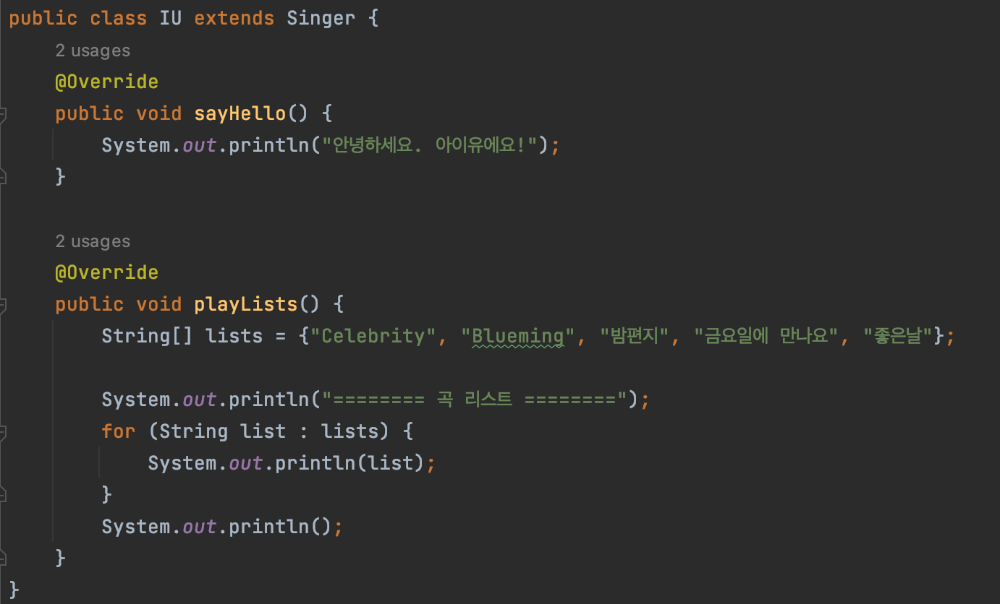 public class IU extends Singer {
2 usages
@Override
public void sayHello() {
System.out.println("안녕하세요. 아이유에요!");
}
2 usages
@Override
public void playLists() {
String[] lists = {"Celebrity", "Blueming", "밤편지", "금요일에 만나요", "좋은날"};
System.out.println("======== 곡 리스트 ========");
for (String list : lists) {
System.out.println(list);
}
System.out.println();
}
}